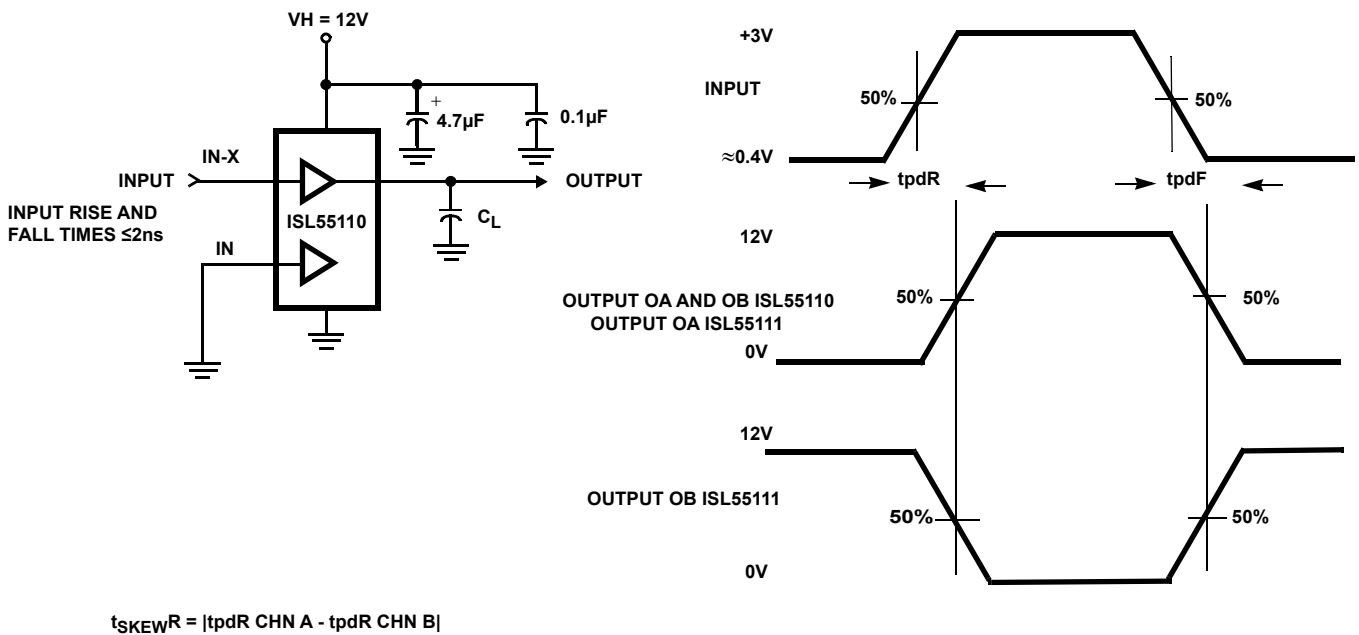 VH = 12V
+
4.7µF
0.1µF
IN-X
INPUT
OUTPUT
INPUT RISE AND
FALL TIMES ≤2ns
ISL55110
CL
IN
+3V
INPUT
50%
50%
≈0.4V
tpdR
tpdF
12V
OUTPUT OA AND OB ISL55110
OUTPUT OA ISL55111
50%
50%
0V
12V
OUTPUT OB ISL55111
50%
50%
0V
tSKEWR = |tpdR CHN A - tpdR CHN B|